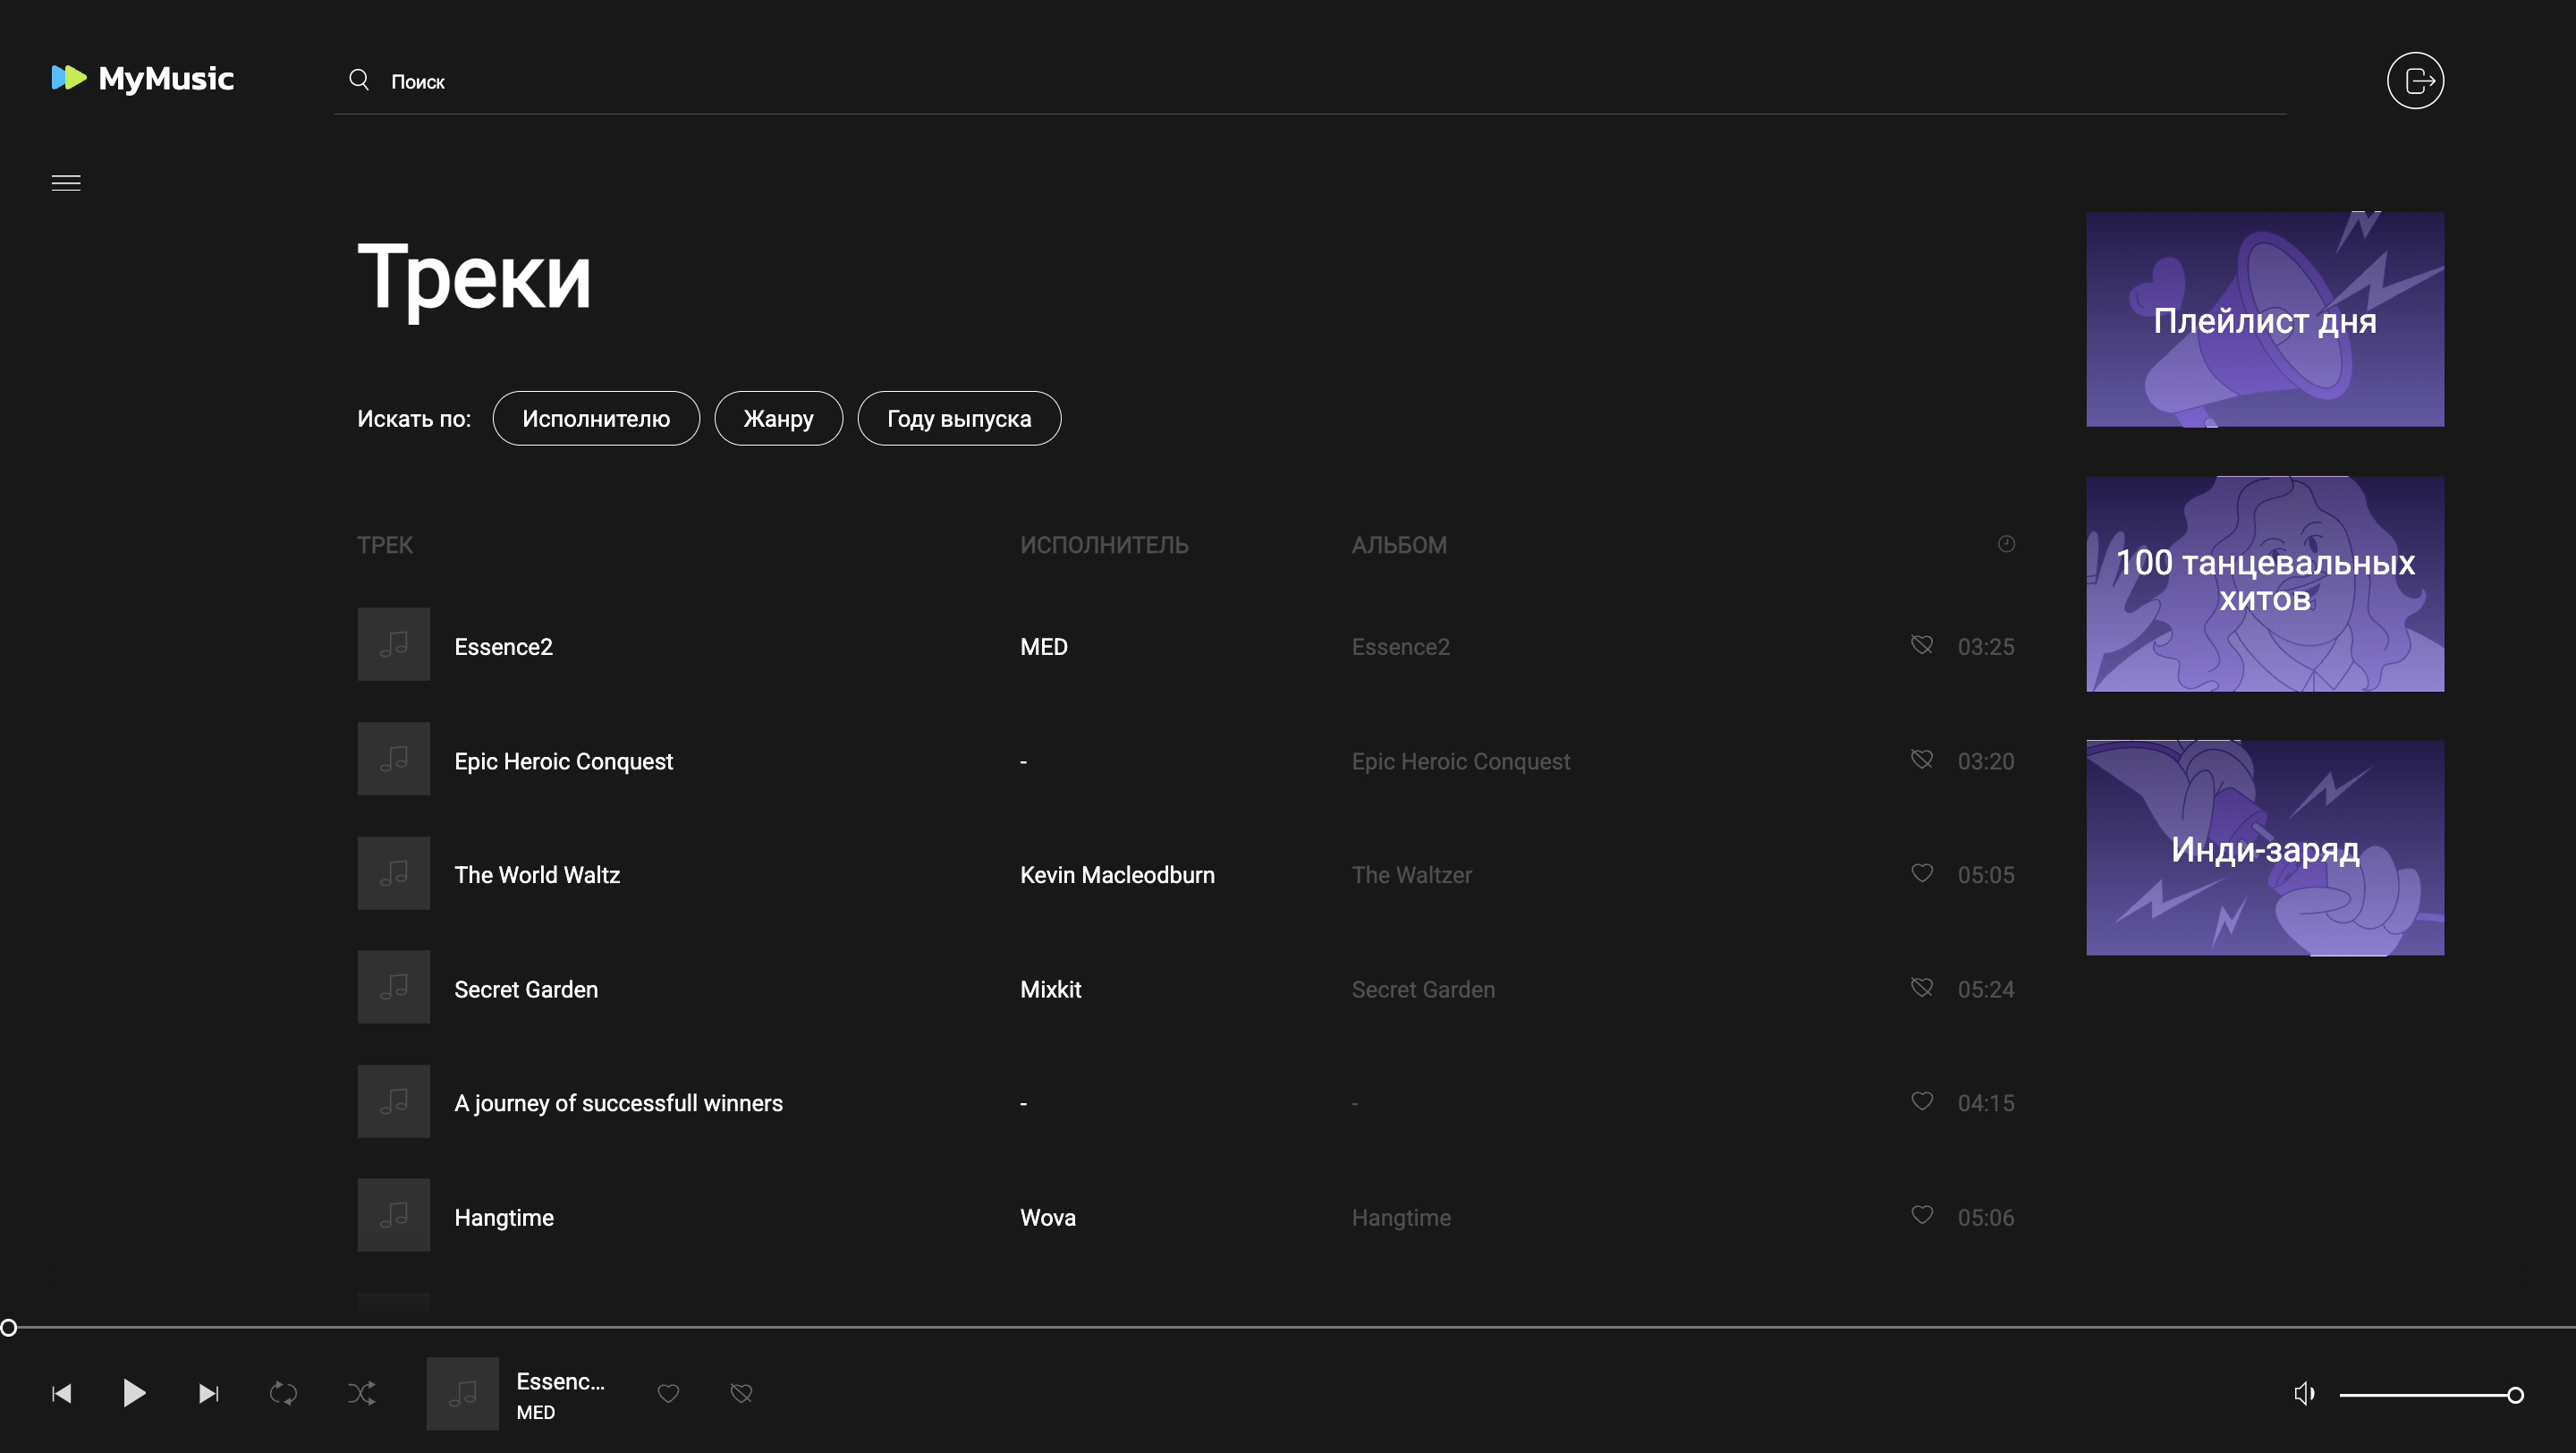 MyMusic
Поиск
Треки
Искать по: Исполнителю Жанру Году выпуска
ТРЕК ИСПОЛНИТЕЛЬ АЛЬБОМ
Essence2 MED Essence2 03:25
Epic Heroic Conquest - Epic Heroic Conquest 03:20
The World Waltz Kevin Macleodburn The Waltzer 05:05
Secret Garden Mixkit Secret Garden 05:24
A journey of successfull winners - - 04:15
Hangtime Wova Hangtime 05:06
Плейлист дня
100 танцевальных
хитов
Инди-заряд
Essenc...
MED